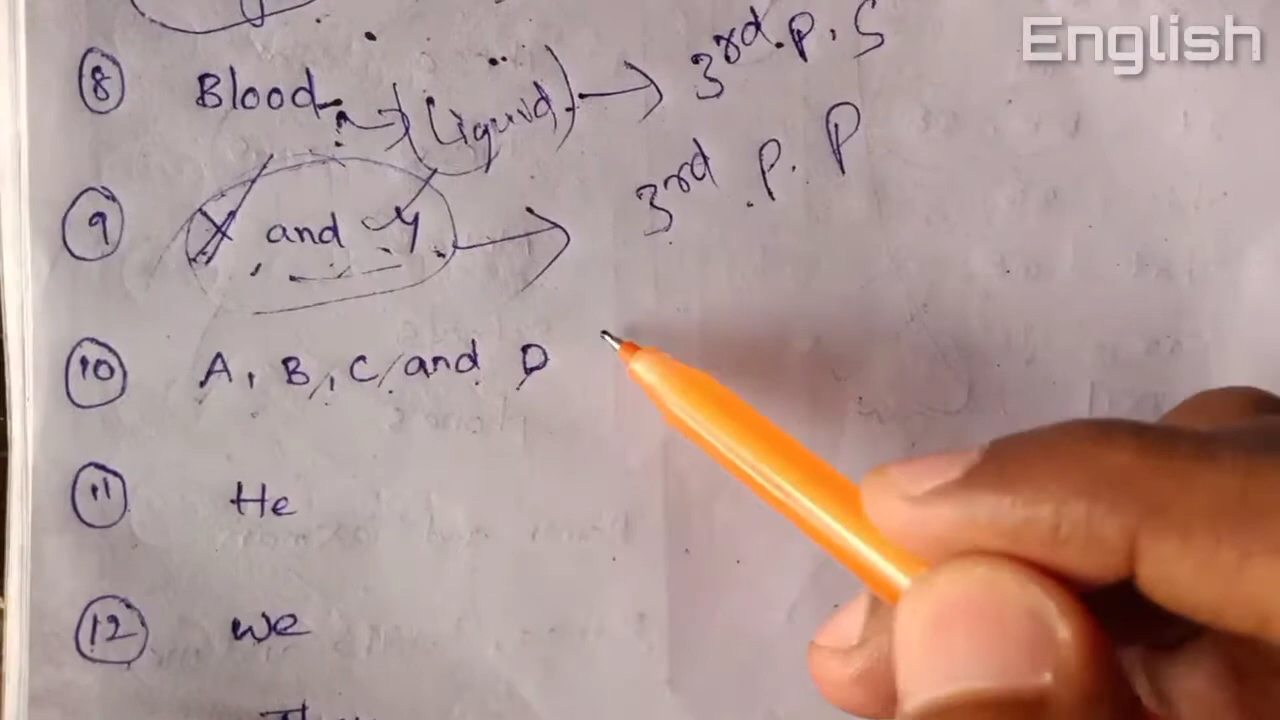 English
⑧ Blood → (Liquid) → 3rd. P. S
⑨ X and Y → 3rd P. P
⑩ A, B, C and D
⑪ He
⑫ we